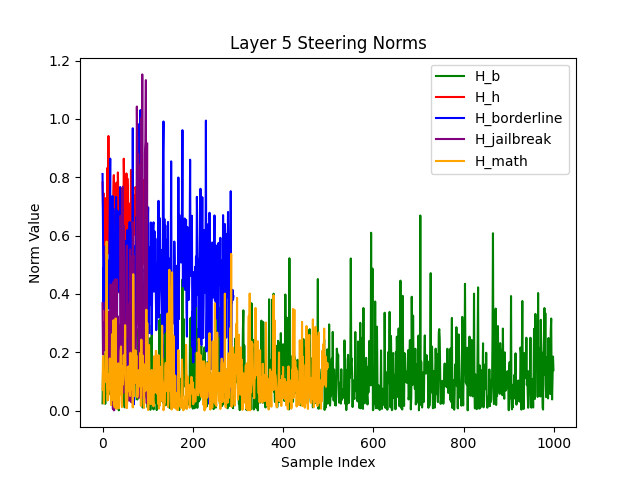 Layer 5 Steering Norms
Norm Value
1.2
1.0
0.8
0.6
0.4
0.2
0.0
H_b
H_h
H_borderline
H_jailbreak
H_math
0
200
400
600
800
1000
Sample Index